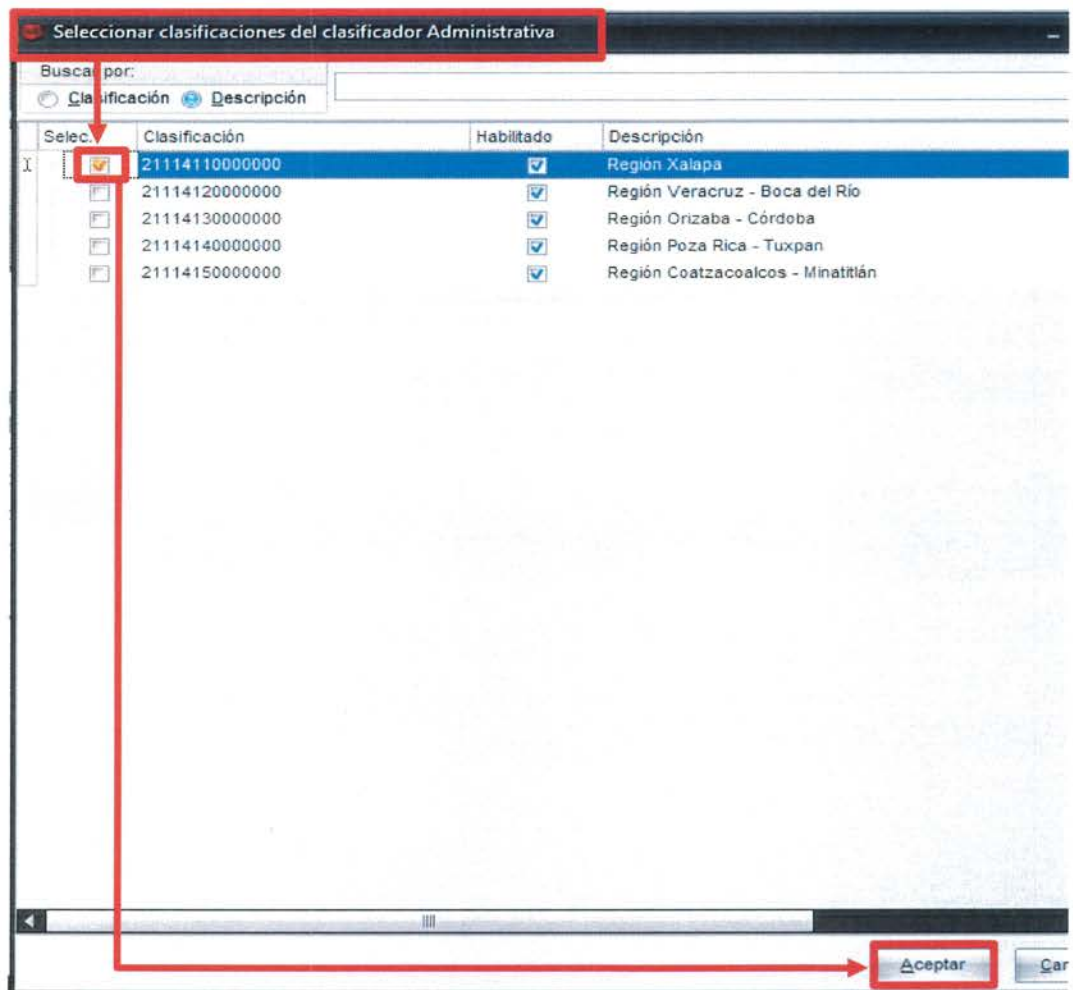 Seleccionar clasificaciones del clasificador Administrativa
Buscar por:
Clasificación Descripción
Selec. Clasificación Habilitado Descripción
21114110000000 Región Xalapa
21114120000000 Región Veracruz - Boca del Río
21114130000000 Región Orizaba - Córdoba
21114140000000 Región Poza Rica - Tuxpan
21114150000000 Región Coatzacoalcos - Minatitlán
Aceptar